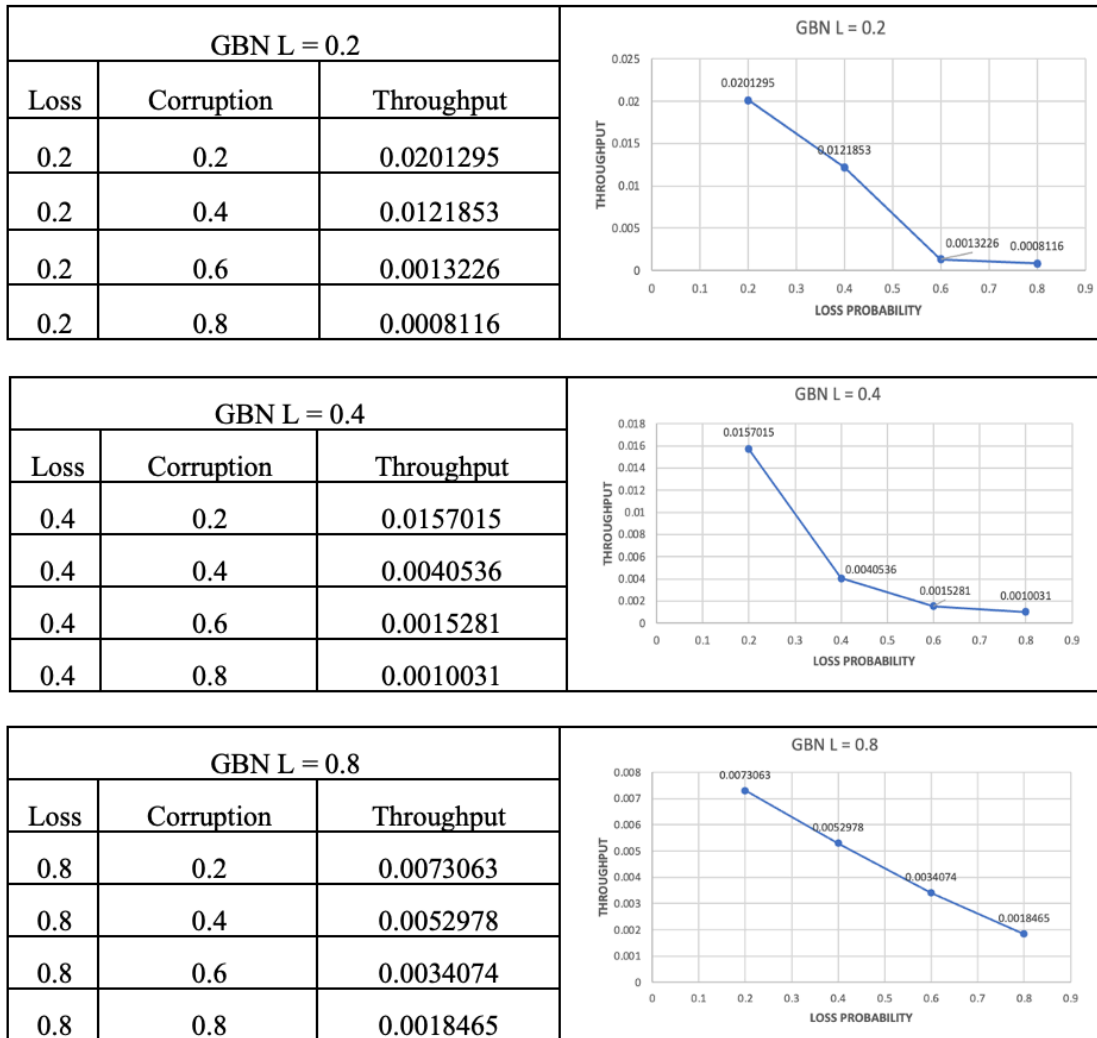 GBN L = 0.2
Loss Corruption Throughput
0.2 0.2 0.0201295
0.2 0.4 0.0121853
0.2 0.6 0.0013226
0.2 0.8 0.0008116
GBN L = 0.2
0.025
0.02
0.015
0.01
0.005
0
THROUGHPUT
0.0201295
0.0121853
0.0013226
0.0008116
0 0.1 0.2 0.3 0.4 0.5 0.6 0.7 0.8 0.9
LOSS PROBABILITY
GBN L = 0.4
Loss Corruption Throughput
0.4 0.2 0.0157015
0.4 0.4 0.0040536
0.4 0.6 0.0015281
0.4 0.8 0.0010031
GBN L = 0.4
0.018
0.016
0.014
0.012
0.01
0.008
0.006
0.004
0.002
0
THROUGHPUT
0.0157015
0.0040536
0.0015281
0.0010031
0 0.1 0.2 0.3 0.4 0.5 0.6 0.7 0.8 0.9
LOSS PROBABILITY
GBN L = 0.8
Loss Corruption Throughput
0.8 0.2 0.0073063
0.8 0.4 0.0052978
0.8 0.6 0.0034074
0.8 0.8 0.0018465
GBN L = 0.8
0.008
0.007
0.006
0.005
0.004
0.003
0.002
0.001
0
THROUGHPUT
0.0073063
0.0052978
0.0034074
0.0018465
0 0.1 0.2 0.3 0.4 0.5 0.6 0.7 0.8 0.9
LOSS PROBABILITY